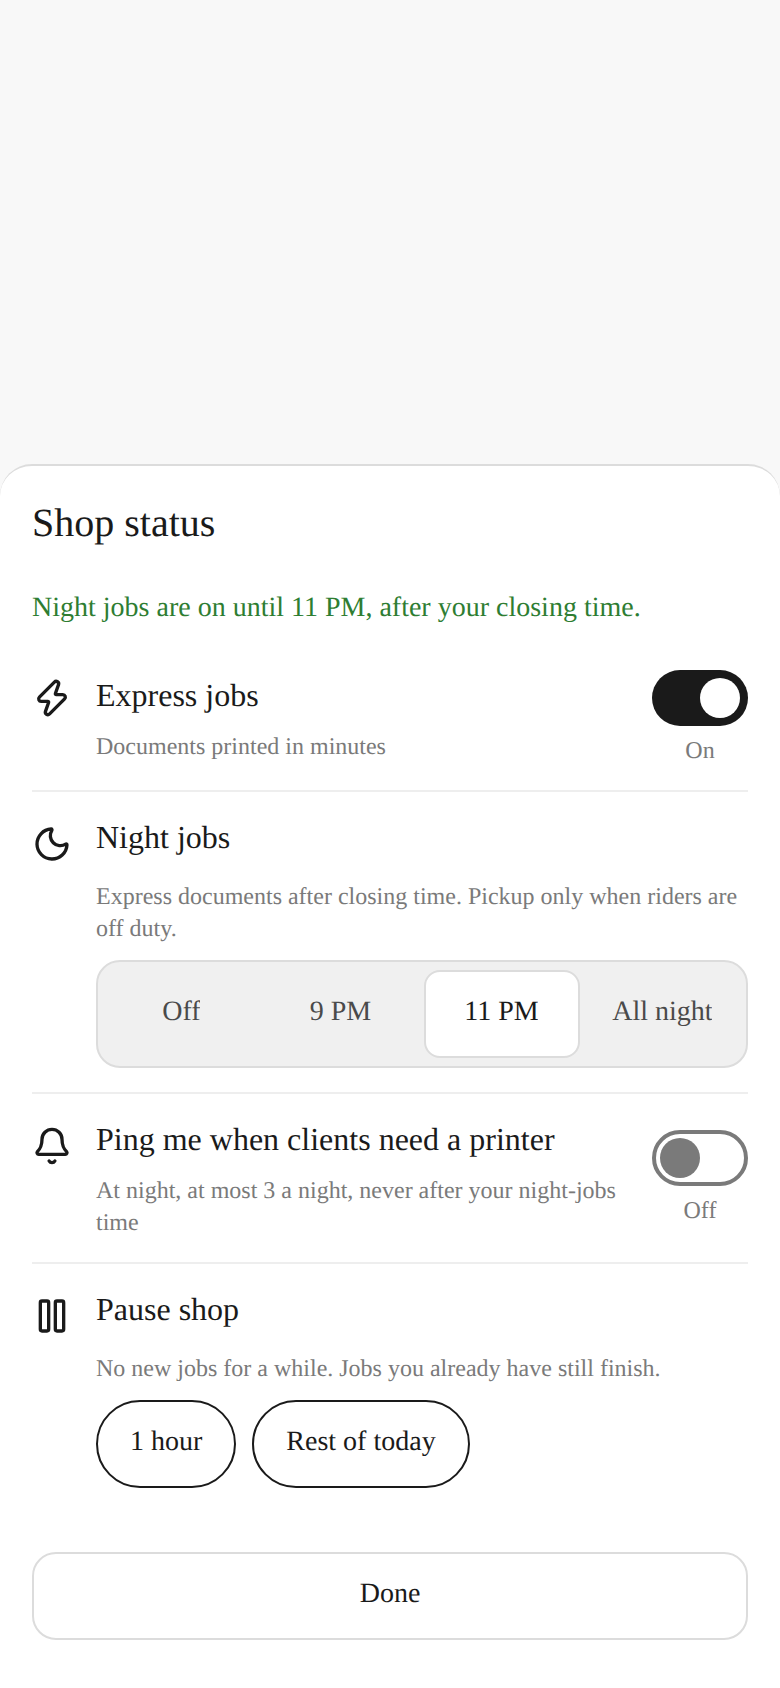 Shop status
Night jobs are on until 11 PM, after your closing time.
Express jobs
Documents printed in minutes
On
Night jobs
Express documents after closing time. Pickup only when riders are
off duty.
Off
9 PM
11 PM
All night
Ping me when clients need a printer
At night, at most 3 a night, never after your night-jobs
time
Off
Pause shop
No new jobs for a while. Jobs you already have still finish.
1 hour
Rest of today
Done